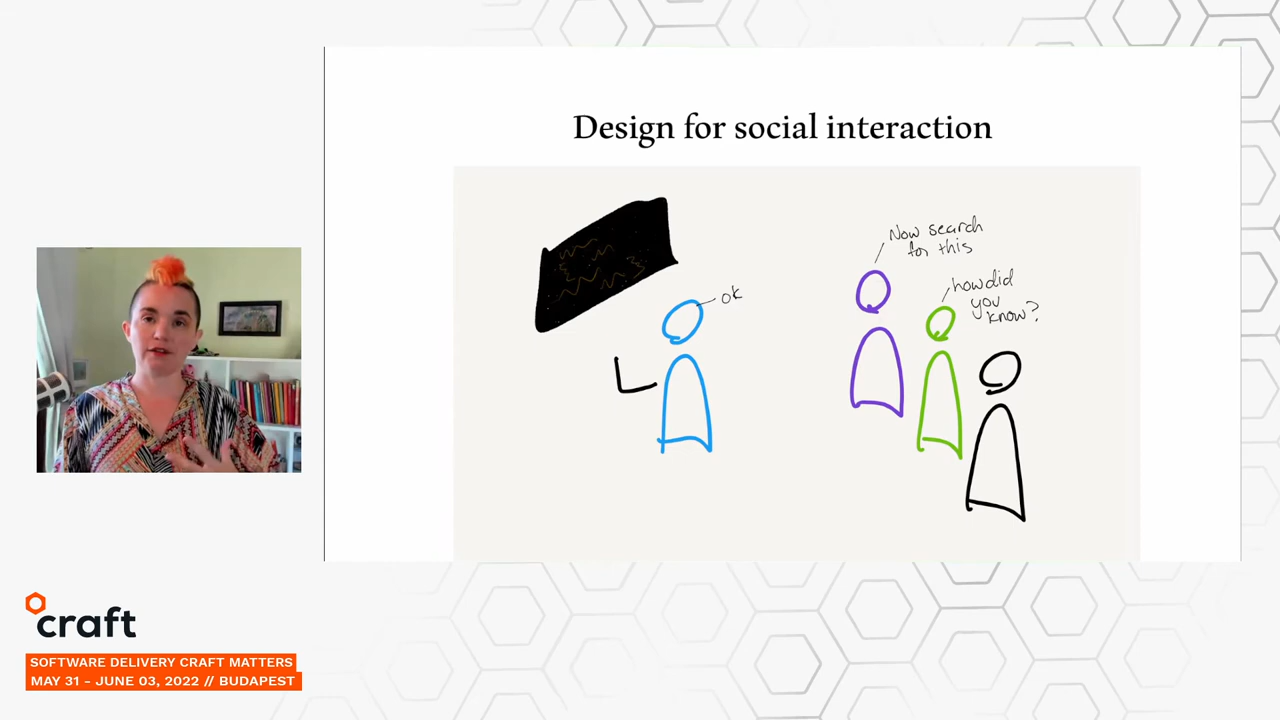 Design for social interaction
Now search
for this
how did
you
know?
ok
craft
SOFTWARE DELIVERY CRAFT MATTERS
MAY 31 - JUNE 03, 2022 // BUDAPEST